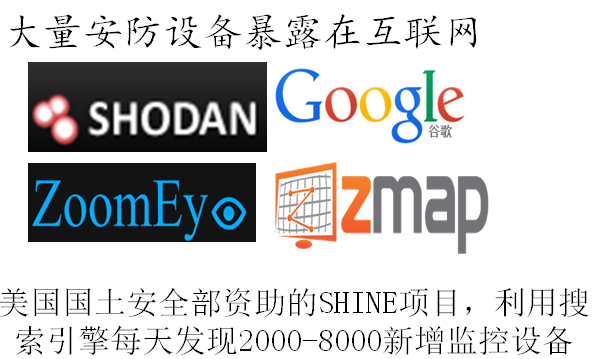 大量安防设备暴露在互联网
SHODAN
Google
谷歌
ZoomEy
zmap
美国国土安全部资助的SHINE项目，利用搜
索引擎每天发现2000-8000新增监控设备